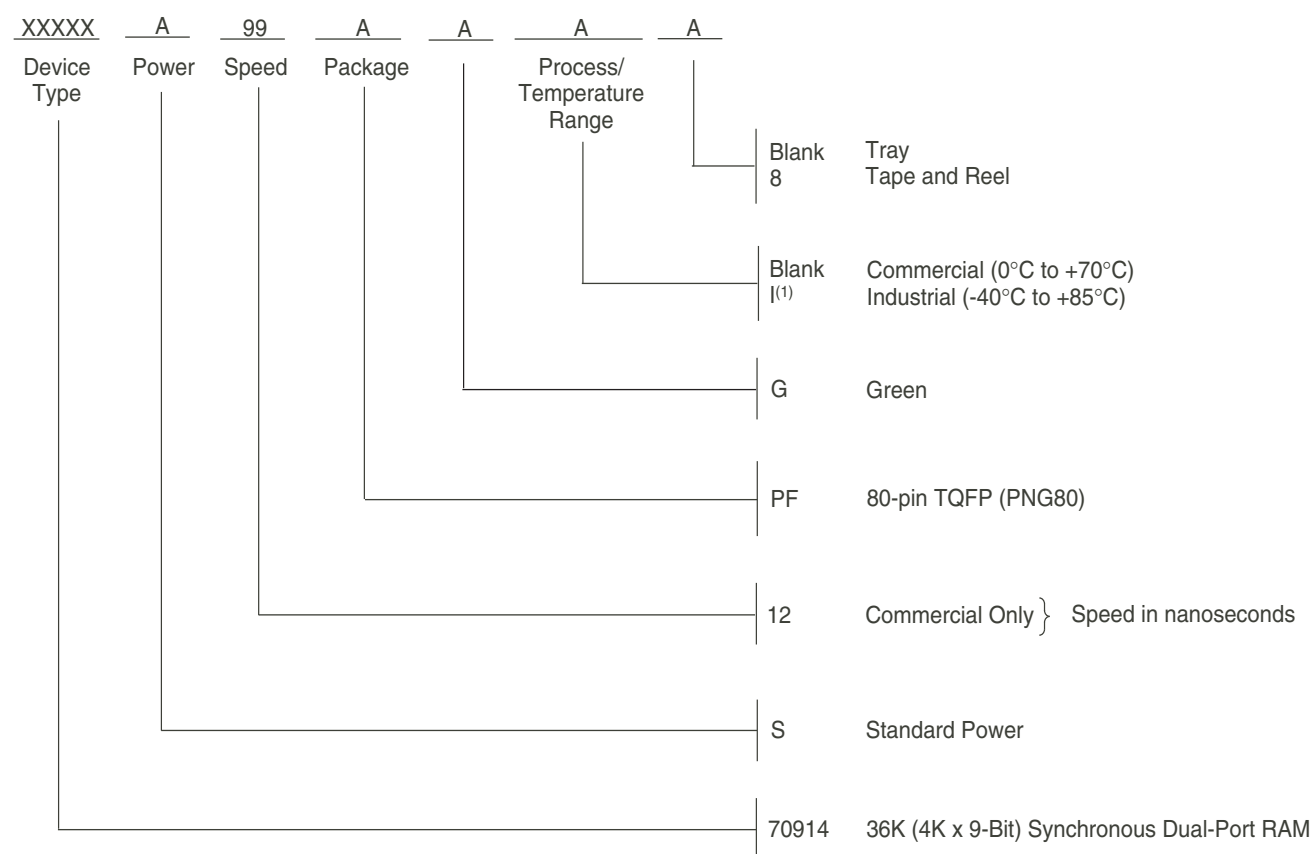 XXXXX A 99 A A A A
Device Type Power Speed Package Process/ Temperature Range
Blank Tray
8 Tape and Reel
Blank Commercial (0°C to +70°C)
I(1) Industrial (-40°C to +85°C)
G Green
PF 80-pin TQFP (PNG80)
12 Commercial Only } Speed in nanoseconds
S Standard Power
70914 36K (4K x 9-Bit) Synchronous Dual-Port RAM